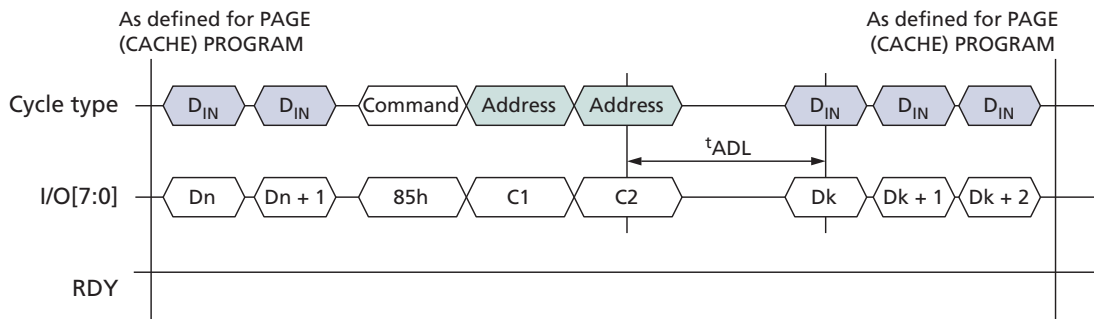 As defined for PAGE
(CACHE) PROGRAM
As defined for PAGE
(CACHE) PROGRAM
Cycle type
DIN
DIN
Command
Address
Address
DIN
DIN
DIN
tADL
I/O[7:0]
Dn
Dn + 1
85h
C1
C2
Dk
Dk + 1
Dk + 2
RDY